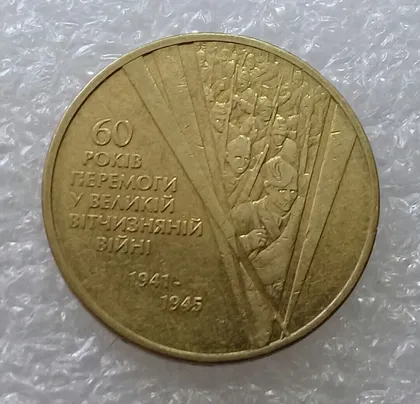 60
РОКІВ
ПЕРЕМОГИ
У ВЕЛИКІЙ
ВІТЧИЗНЯНІЙ
ВІЙНІ
1941-
1945